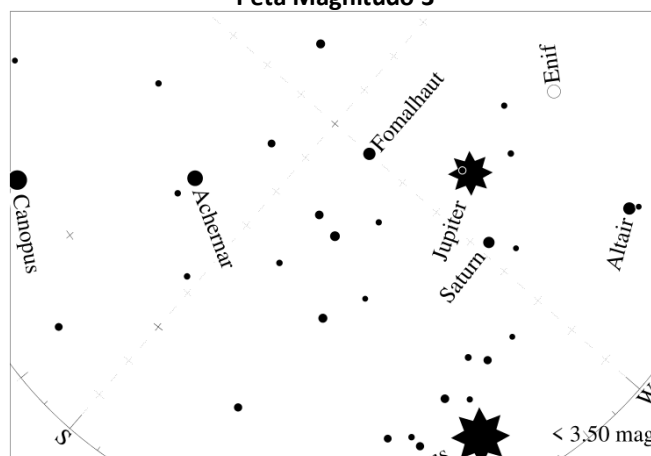 Peta Magnitudo 3
Enif
Fomalhaut
Canopus
Achernar
Jupiter
Saturn
Altair
S
W
< 3.50 mag